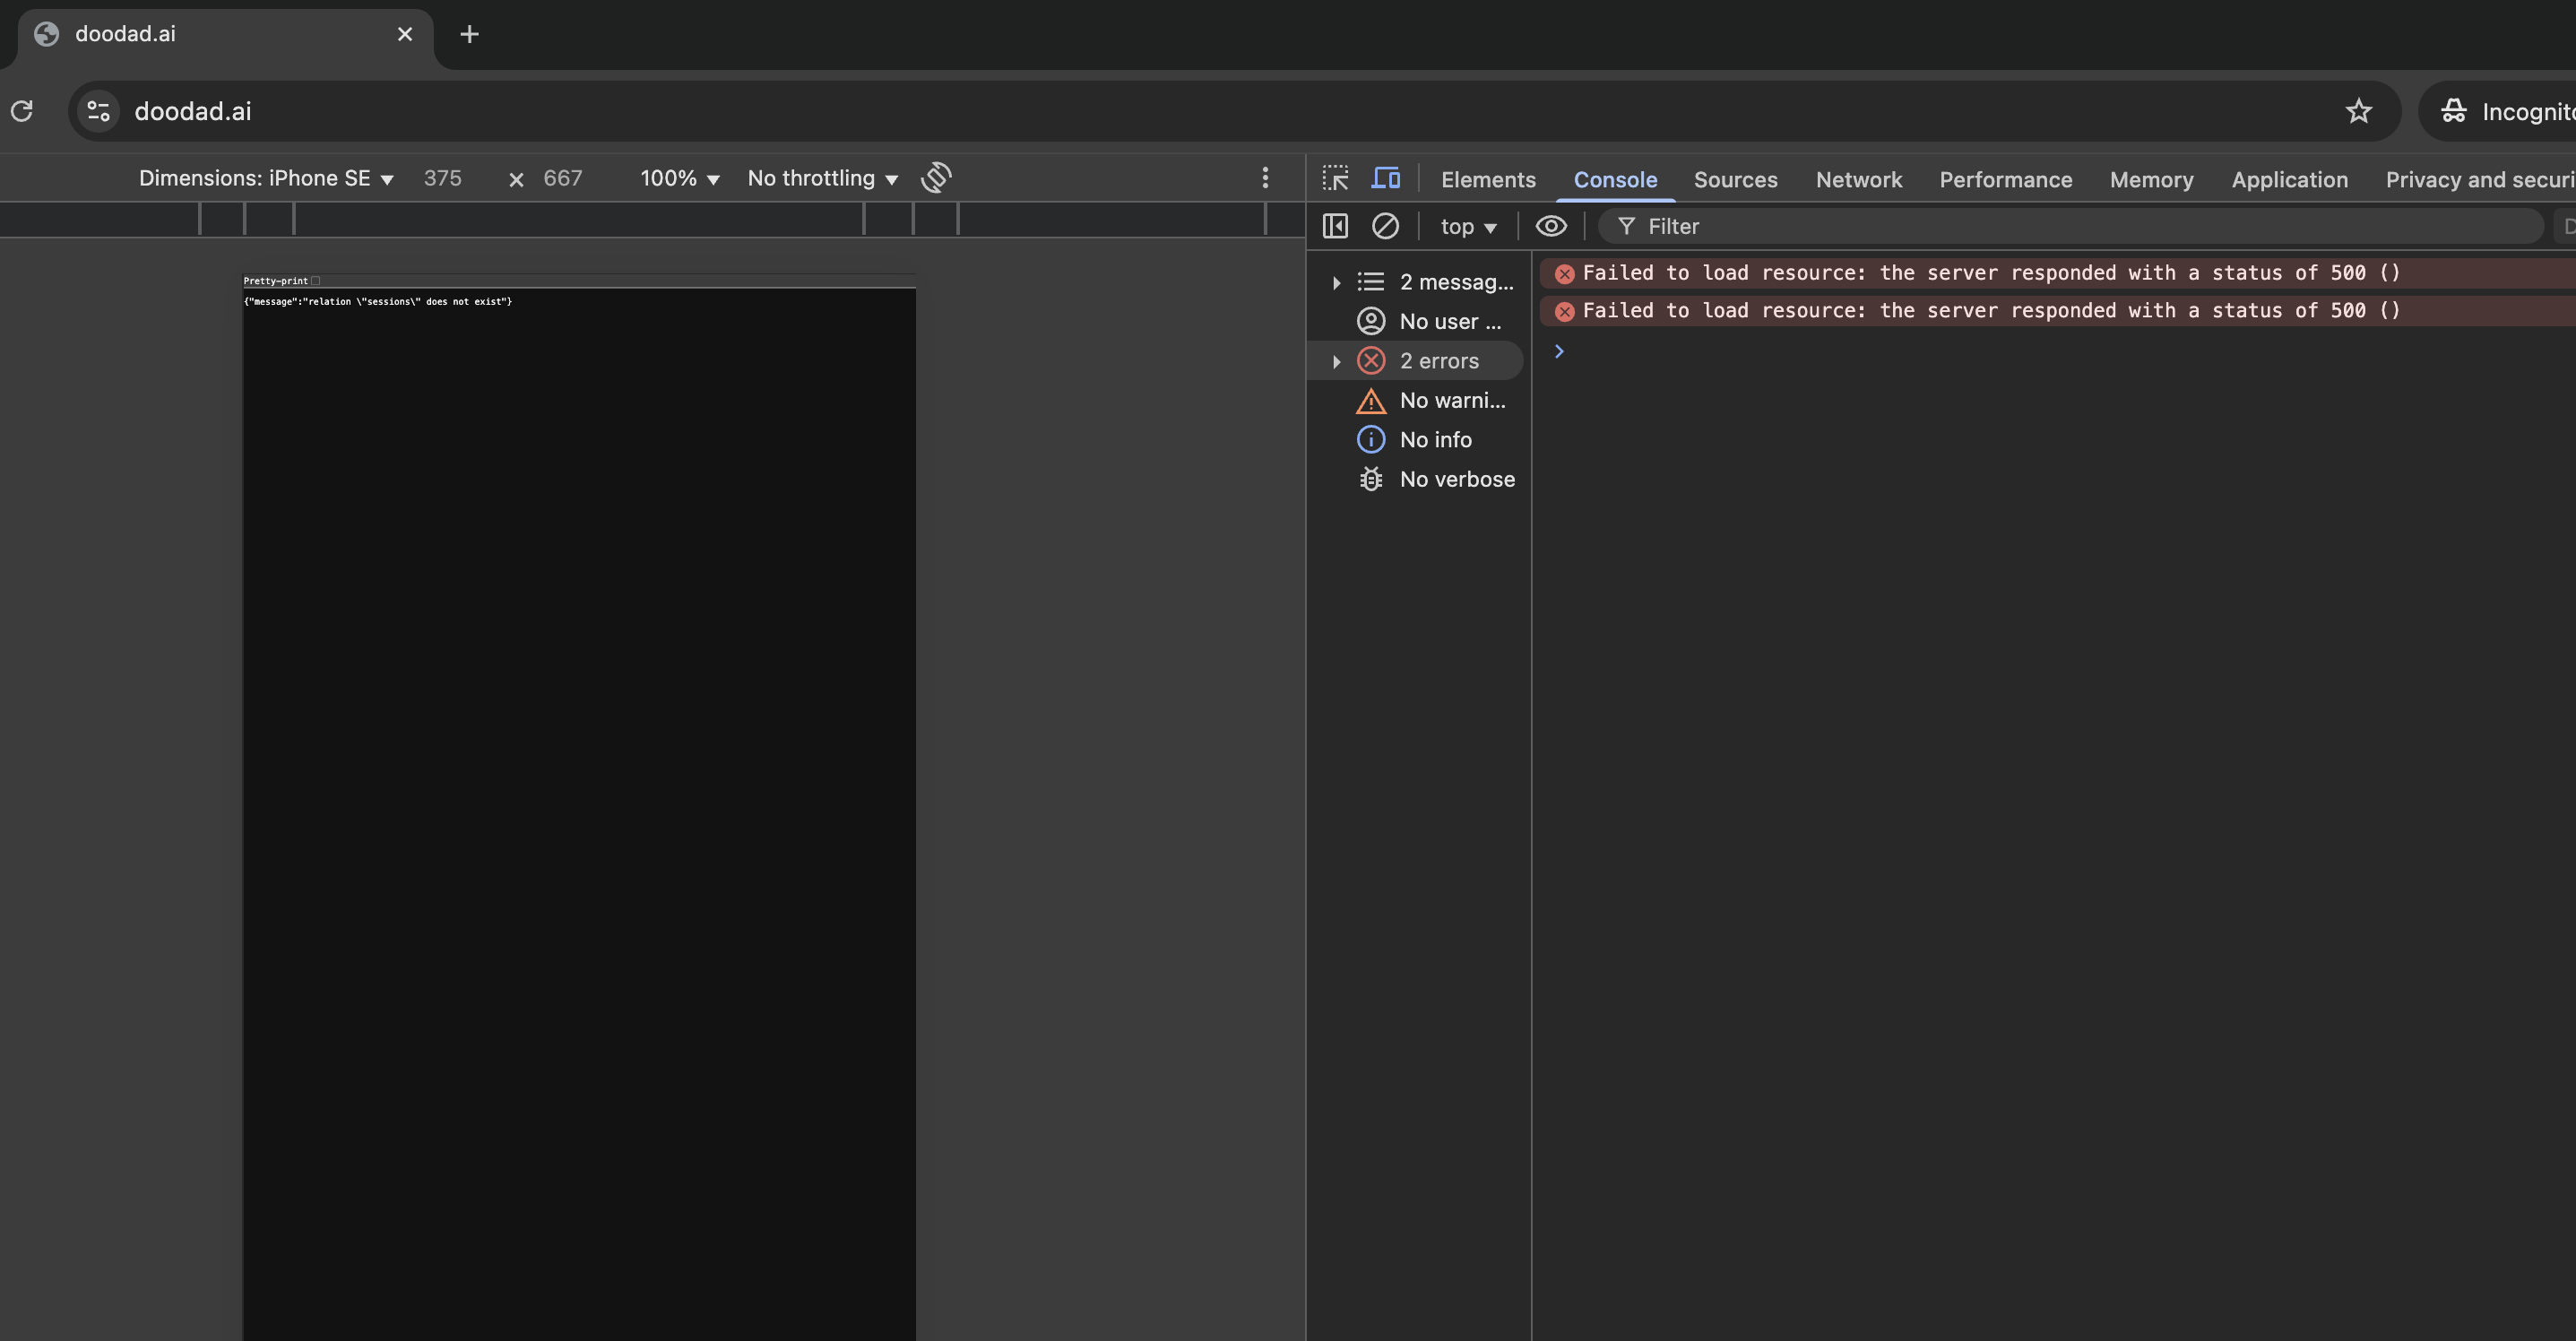 doodad.ai
doodad.ai
Incognito
Dimensions: iPhone SE 375 × 667 100% No throttling
Elements Console Sources Network Performance Memory Application Privacy and securi
top Filter
Pretty-print
{"message":"relation \"sessions\" does not exist"}
2 messag...
No user ...
2 errors
No warni...
No info
No verbose
Failed to load resource: the server responded with a status of 500 ()
Failed to load resource: the server responded with a status of 500 ()